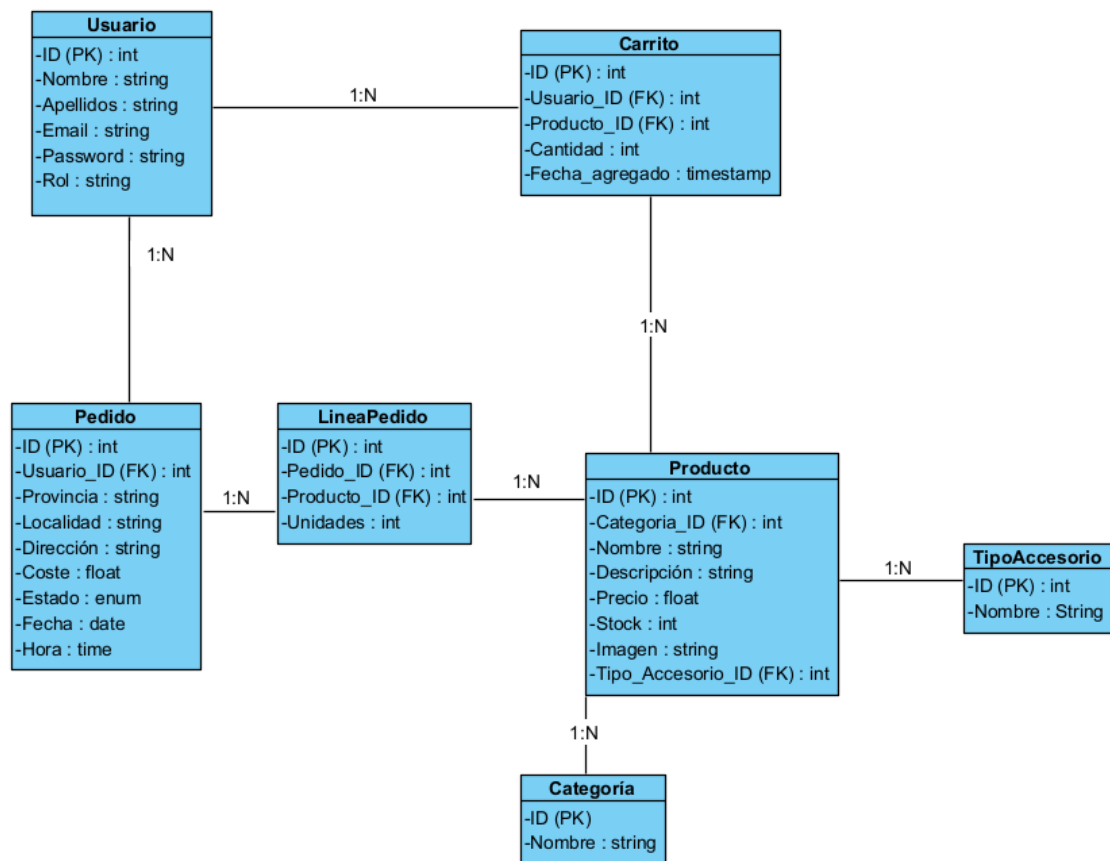 Usuario
-ID (PK) : int
-Nombre : string
-Apellidos : string
-Email : string
-Password : string
-Rol : string
1:N
Carrito
-ID (PK) : int
-Usuario_ID (FK) : int
-Producto_ID (FK) : int
-Cantidad : int
-Fecha_agregado : timestamp
1:N
1:N
Pedido
-ID (PK) : int
-Usuario_ID (FK) : int
-Provincia : string
-Localidad : string
-Dirección : string
-Coste : float
-Estado : enum
-Fecha : date
-Hora : time
1:N
LineaPedido
-ID (PK) : int
-Pedido_ID (FK) : int
-Producto_ID (FK) : int
-Unidades : int
1:N
Producto
-ID (PK) : int
-Categoria_ID (FK) : int
-Nombre : string
-Descripción : string
-Precio : float
-Stock : int
-Imagen : string
-Tipo_Accesorio_ID (FK) : int
1:N
TipoAccesorio
-ID (PK) : int
-Nombre : String
1:N
Categoría
-ID (PK)
-Nombre : string